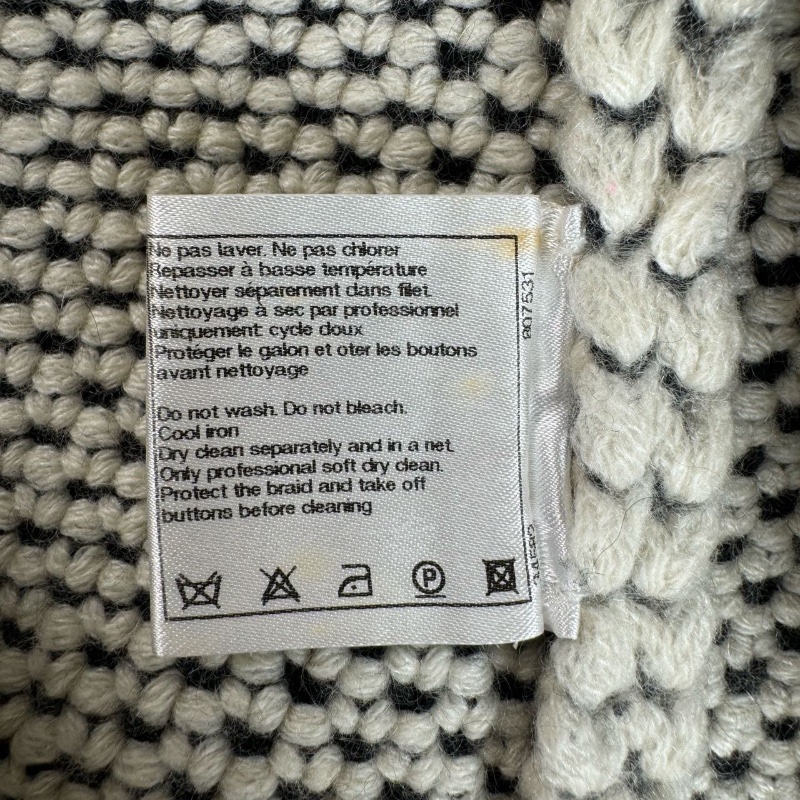 Ne pas laver. Ne pas chlorer
Repasser à basse température
Nettoyer séparement dans filet.
Nettoyage à sec par professionnel
uniquement: cycle doux
Protéger le galon et oter les boutons
avant nettoyage
Do not wash. Do not bleach.
Cool iron
Dry clean separately and in a net.
Only professional soft dry clean.
Protect the braid and take off
buttons before cleaning
P
907531